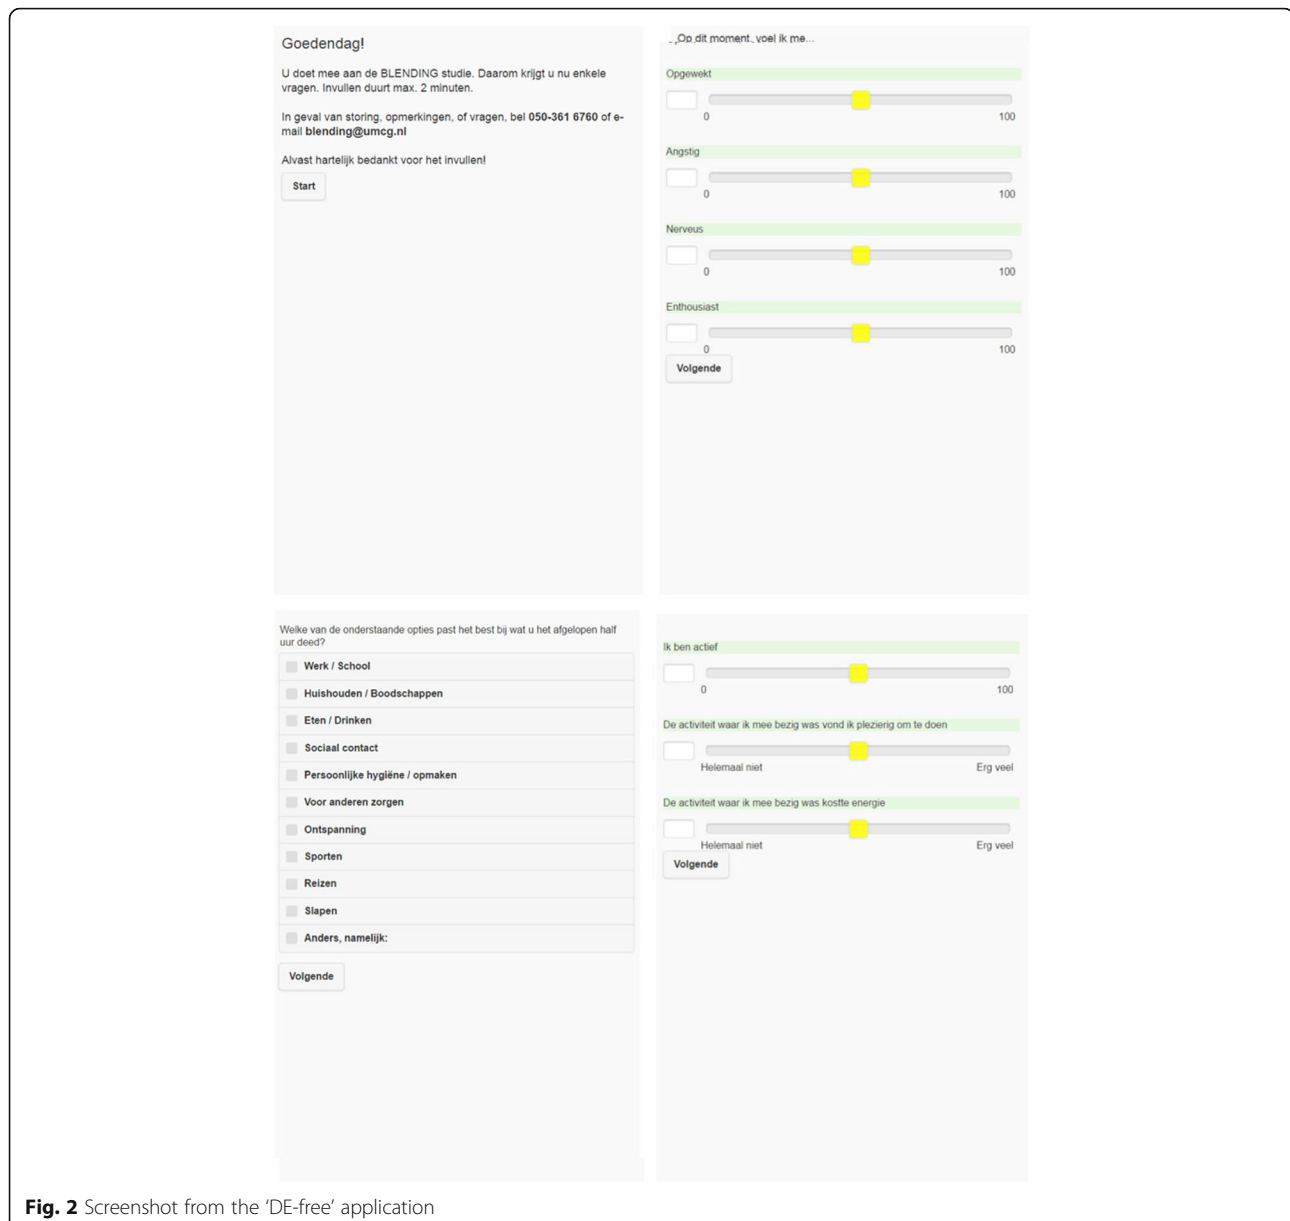 Goedendag!
U doet mee aan de BLENDING studie. Daarom krijgt u nu enkele
vragen. Invullen duurt max. 2 minuten.
In geval van storing, opmerkingen, of vragen, bel 050-361 6760 of e-
mail blending@umcg.nl
Alvast hartelijk bedankt voor het invullen!
Start
Op dit moment, voel ik me...
Opgewekt
0 100
Angstig
0 100
Nerveus
0 100
Enthousiast
0 100
Volgende
Welke van de onderstaande opties past het best bij wat u het afgelopen half
uur deed?
Werk / School
Huishouden / Boodschappen
Eten / Drinken
Sociaal contact
Persoonlijke hygiëne / opmaken
Voor anderen zorgen
Ontspanning
Sporten
Reizen
Slapen
Anders, namelijk:
Volgende
Ik ben actief
0 100
De activiteit waar ik mee bezig was vond ik plezierig om te doen
Helemaal niet Erg veel
De activiteit waar ik mee bezig was kostte energie
Helemaal niet Erg veel
Volgende
Fig. 2 Screenshot from the ‘DE-free’ application